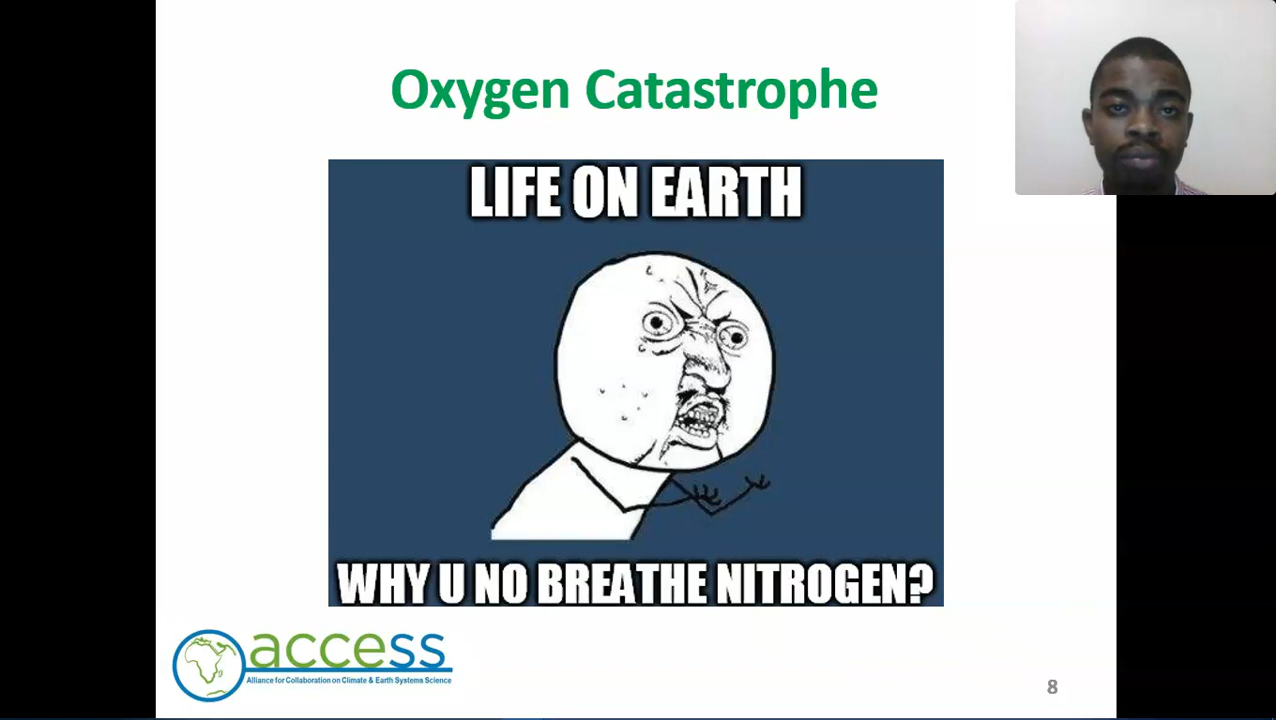 Oxygen Catastrophe
LIFE ON EARTH
WHY U NO BREATHE NITROGEN?
access
Alliance for Collaboration on Climate & Earth Systems Science
8